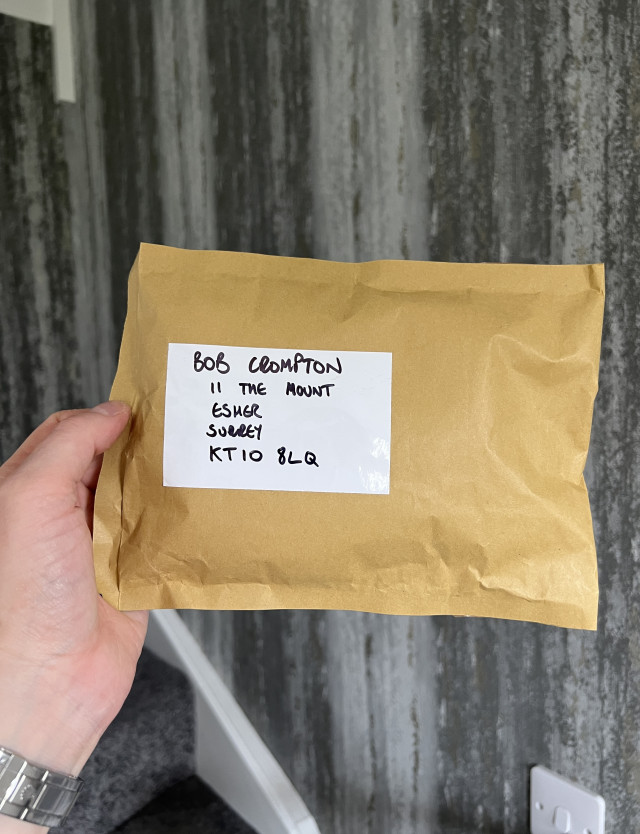 BOB CROMPTON
11 THE MOUNT
ESHER
SURREY
KT10 8LQ